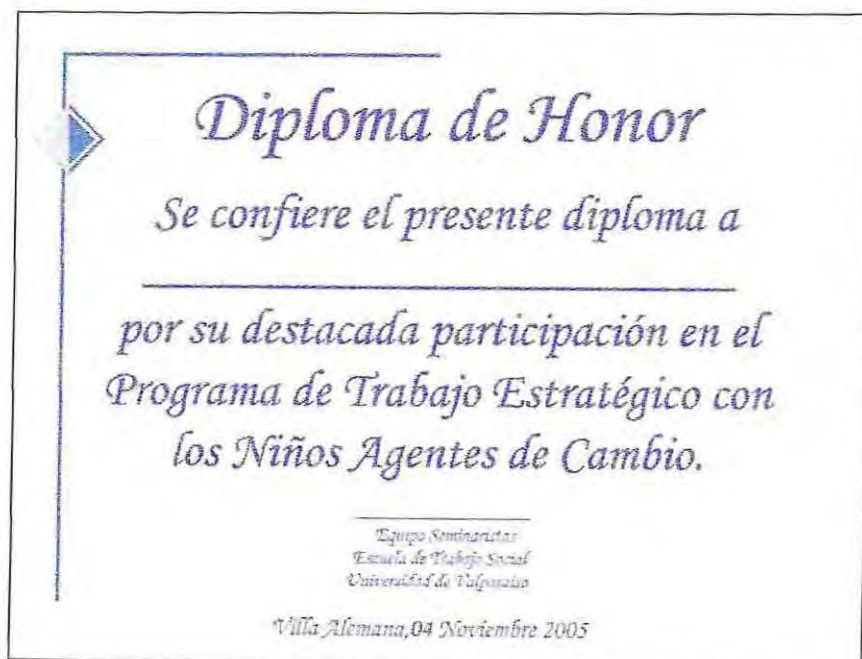 Diploma de Honor
Se confiere el presente diploma a
por su destacada participación en el
Programa de Trabajo Estratégico con
los Niños Agentes de Cambio.
Equipo Seminaristas
Escuela de Trabajo Social
Universidad de Valparaíso
Villa Alemana,04 Noviembre 2005